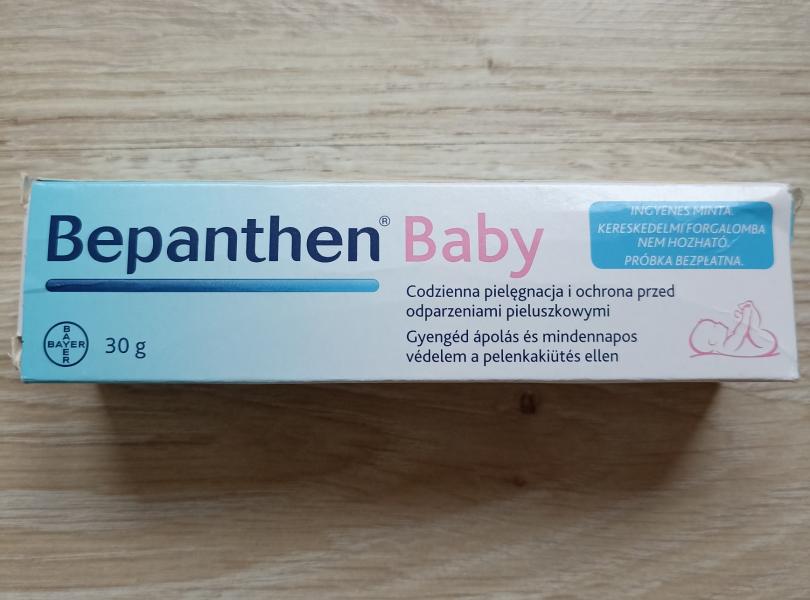 Bepanthen® Baby
INGYENES MINTA.
KERESKEDELMI FORGALOMBA
NEM HOZHATÓ.
PRÓBKA BEZPŁATNA.
Codzienna pielęgnacja i ochrona przed
odparzeniami pieluszkowymi
Gyengéd ápolás és mindennapos
védelem a pelenkakiütés ellen
BAYER
BAYER
30 g